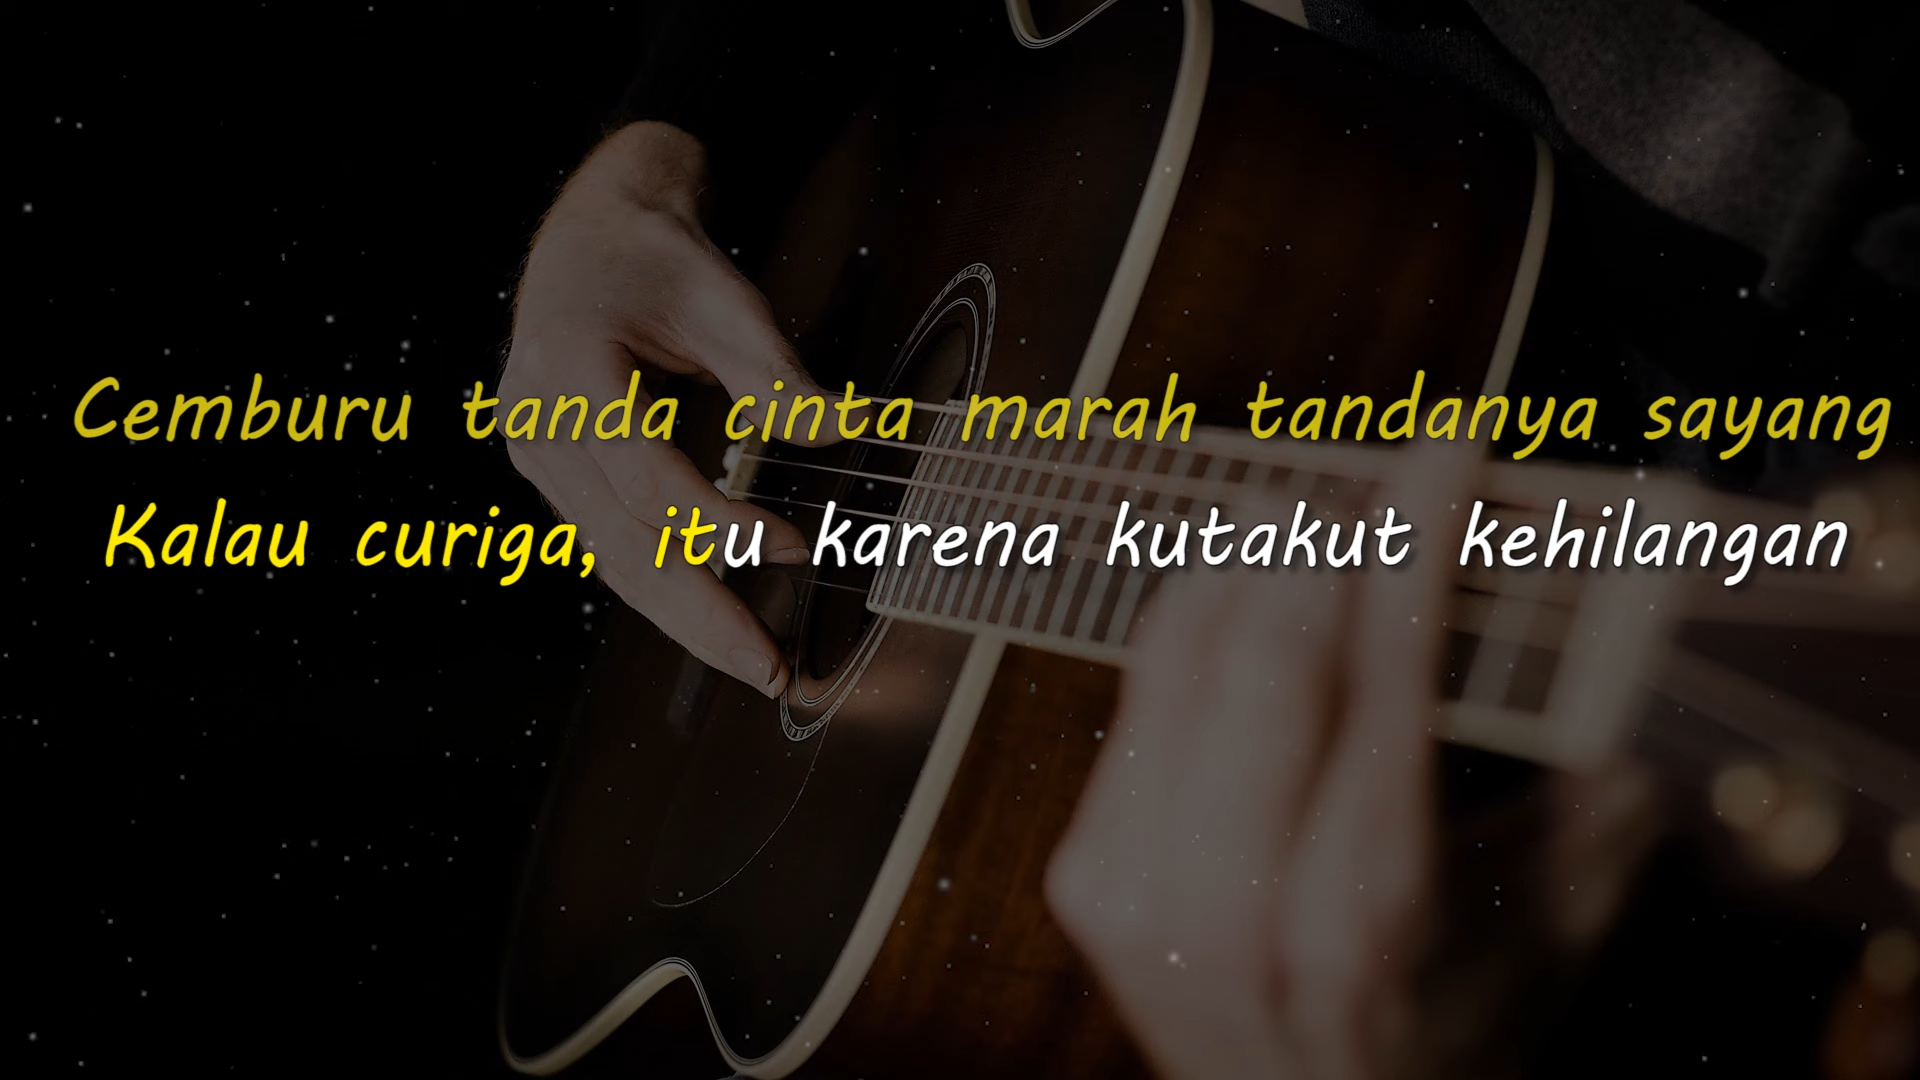 Cemburu tanda cinta marah tandanya sayang
Kalau curiga, itu karena kutakut kehilangan